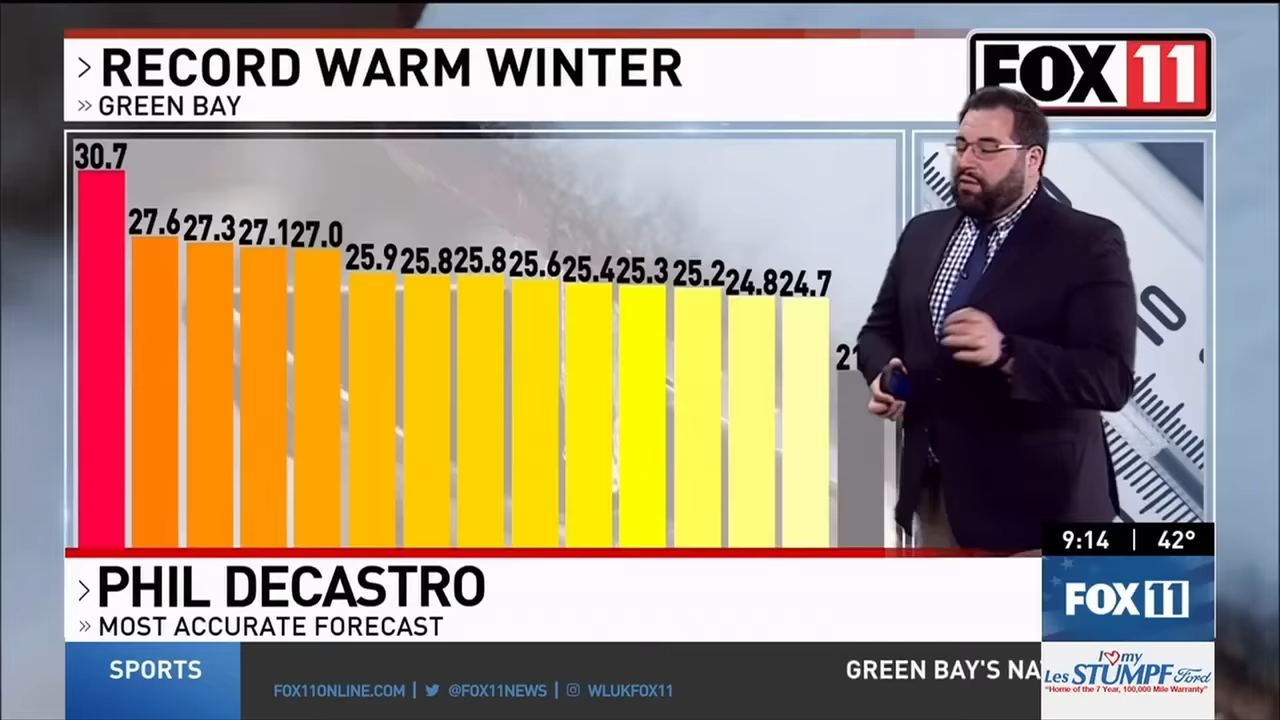 RECORD WARM WINTER
GREEN BAY
FOX 11
30.7
27.6
27.3
27.1
27.0
25.9
25.8
25.8
25.6
25.4
25.3
25.2
24.8
24.7
10
9:14 | 42°
PHIL DECASTRO
MOST ACCURATE FORECAST
FOX 11
SPORTS
GREEN BAY'S NA
FOX11ONLINE.COM | @FOX11NEWS | WLUKFOX11
I my
Les STUMPF Ford
"Home of the 7 Year, 100,000 Mile Warranty"